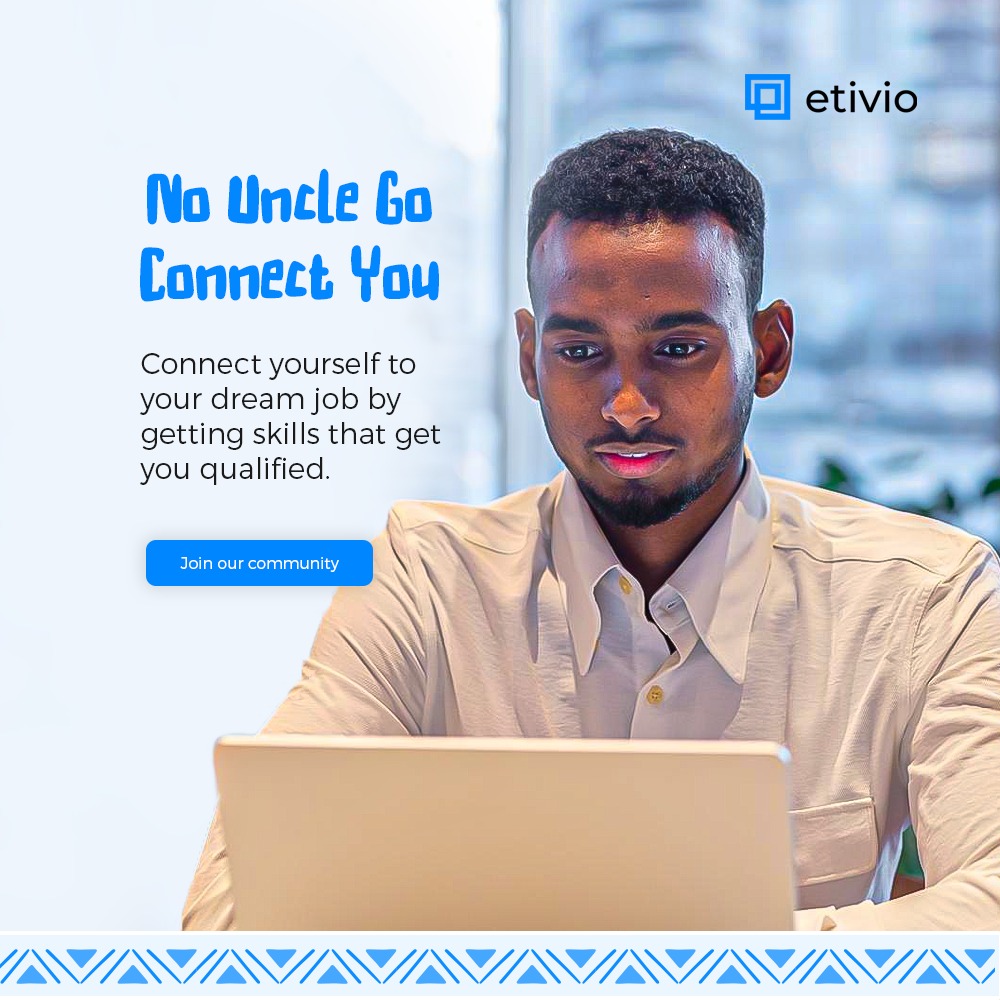 etivio
No Uncle Go
Connect You
Connect yourself to
your dream job by
getting skills that get
you qualified.
Join our community